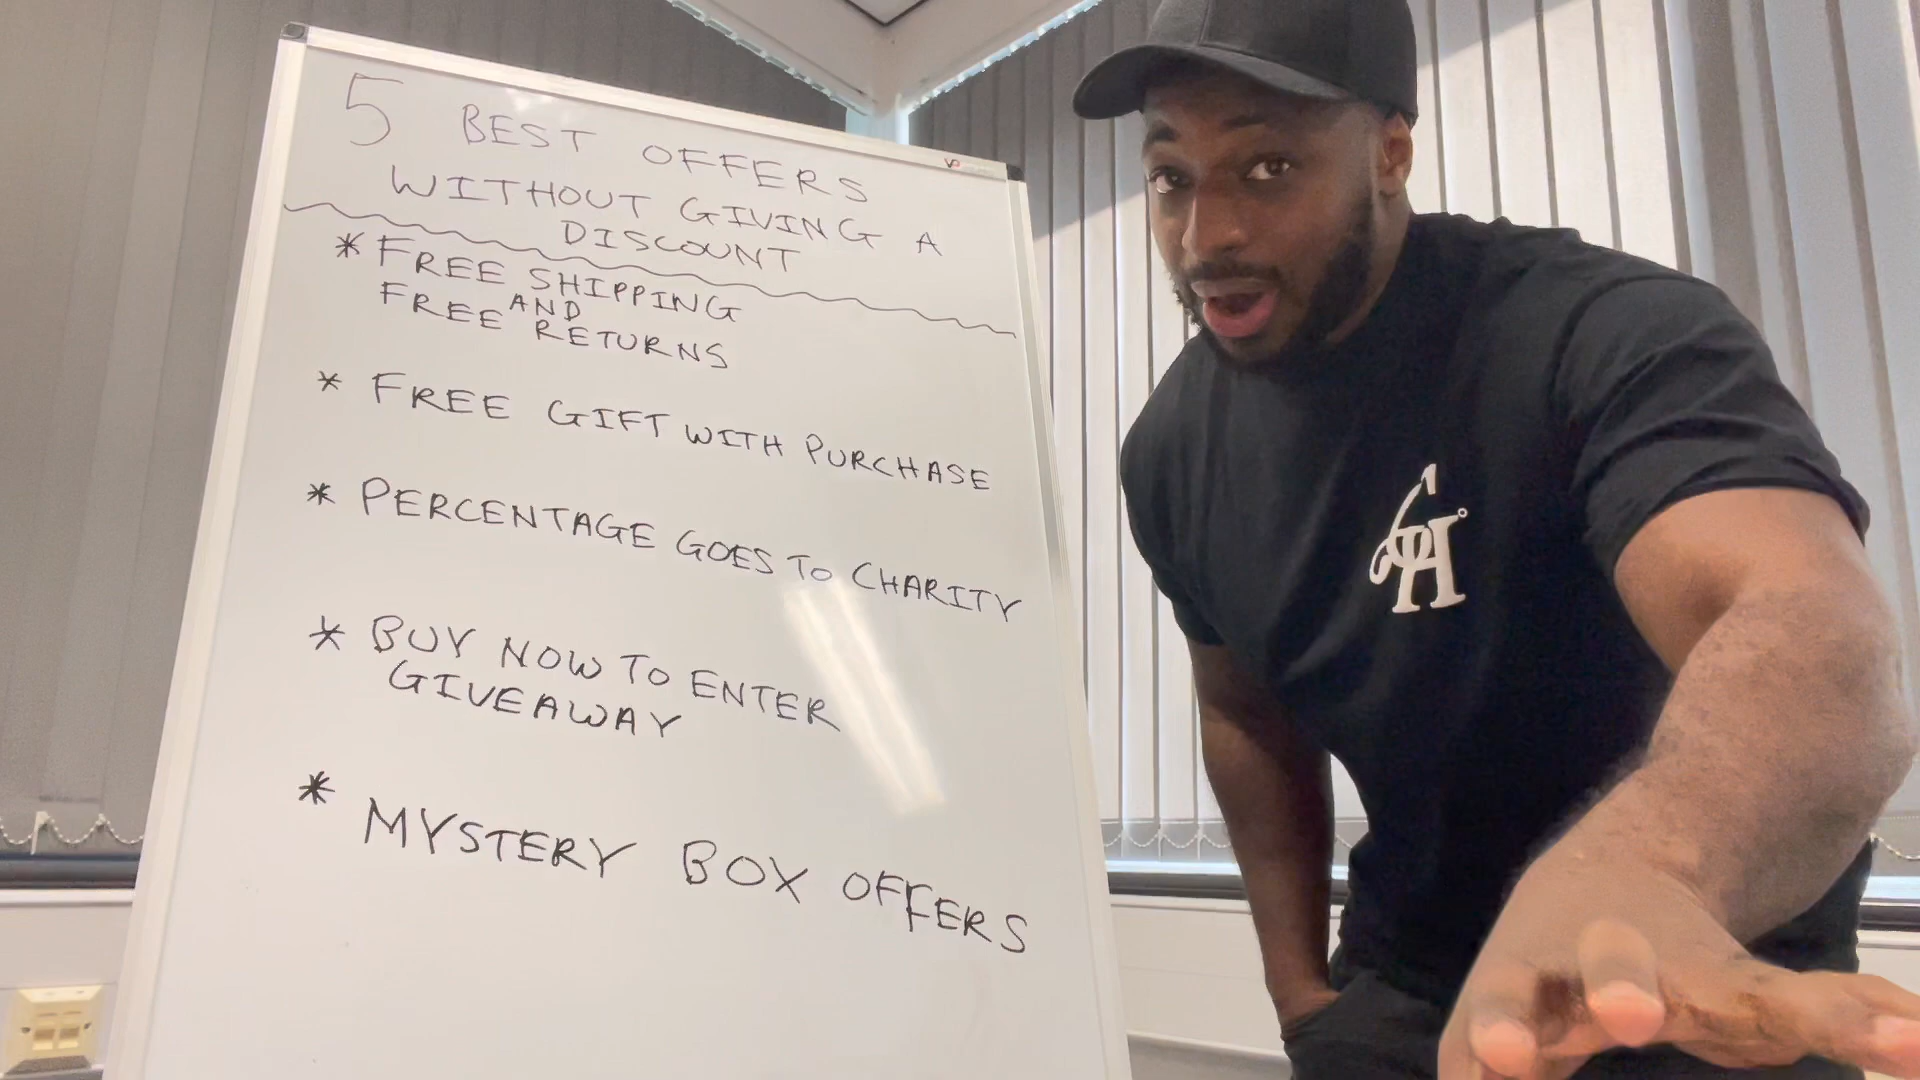 5 BEST OFFERS
WITHOUT GIVING A
DISCOUNT
* FREE SHIPPING
AND
FREE RETURNS
* FREE GIFT WITH PURCHASE
* PERCENTAGE GOES TO CHARITY
* BUY NOW TO ENTER
GIVEAWAY
* MYSTERY BOX OFFERS
GH